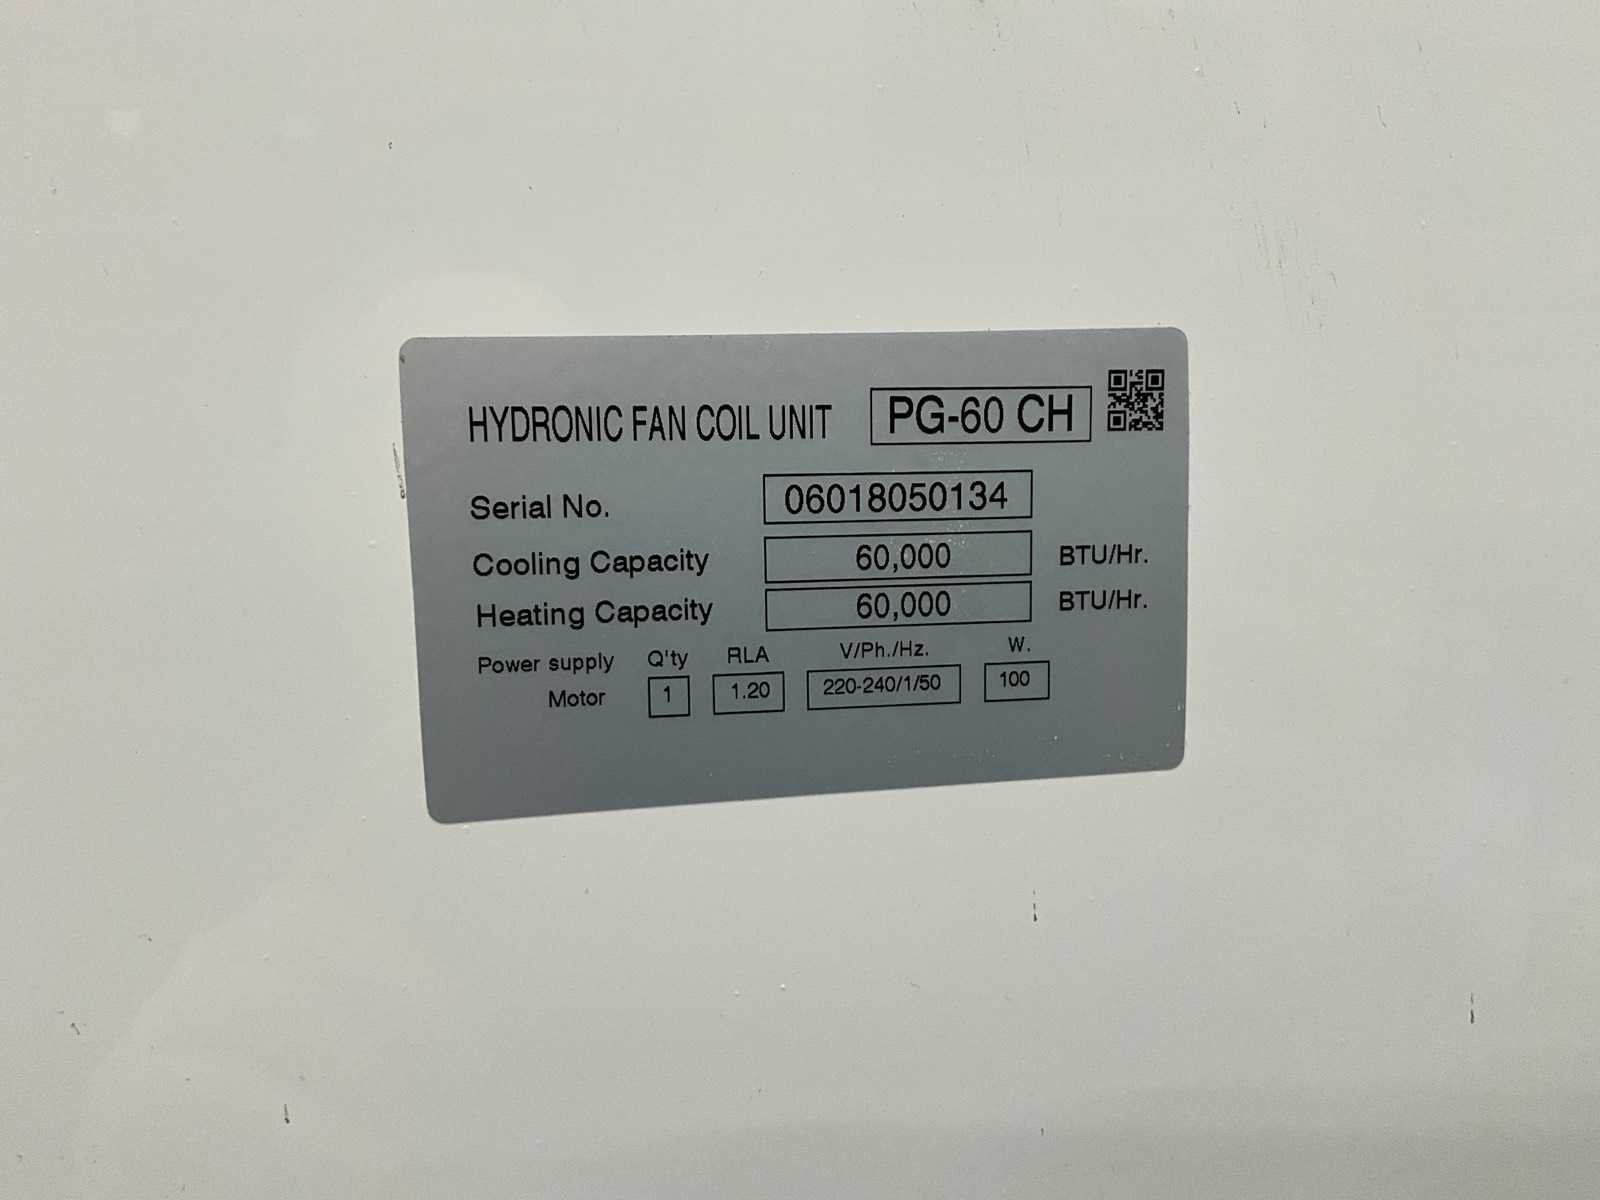 HYDRONIC FAN COIL UNIT PG-60 CH
Serial No. 06018050134
Cooling Capacity 60,000 BTU/Hr.
Heating Capacity 60,000 BTU/Hr.
Power supply Q'ty RLA V/Ph./Hz. W.
Motor 1 1.20 220-240/1/50 100